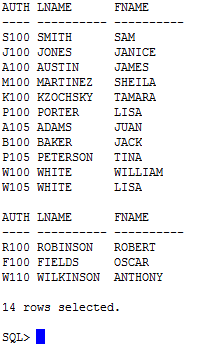 AUTH LNAME      FNAME
---- ---------- ----------
S100 SMITH      SAM
J100 JONES      JANICE
A100 AUSTIN     JAMES
M100 MARTINEZ   SHEILA
K100 KZOCHSKY   TAMARA
P100 PORTER     LISA
A105 ADAMS      JUAN
B100 BAKER      JACK
P105 PETERSON   TINA
W100 WHITE      WILLIAM
W105 WHITE      LISA
AUTH LNAME      FNAME
---- ---------- ----------
R100 ROBINSON   ROBERT
F100 FIELDS     OSCAR
W110 WILKINSON  ANTHONY
14 rows selected.
SQL>